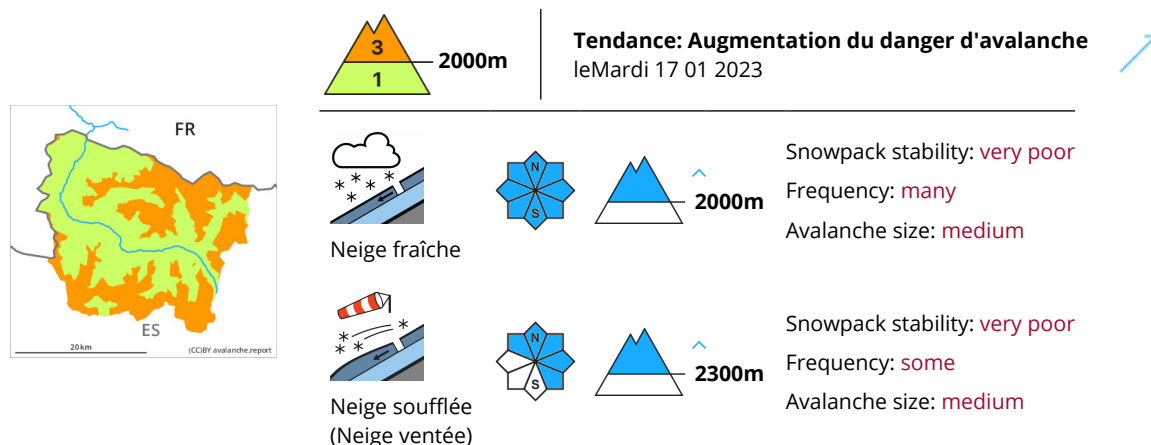 3
1
2000m
Tendance: Augmentation du danger d'avalanche
leMardi 17 01 2023
FR
ES
20 km
(CC)BY avalanche.report
N
S
2000m
Neige fraîche
Snowpack stability: very poor
Frequency: many
Avalanche size: medium
N
S
2300m
Neige soufflée
(Neige ventée)
Snowpack stability: very poor
Frequency: some
Avalanche size: medium